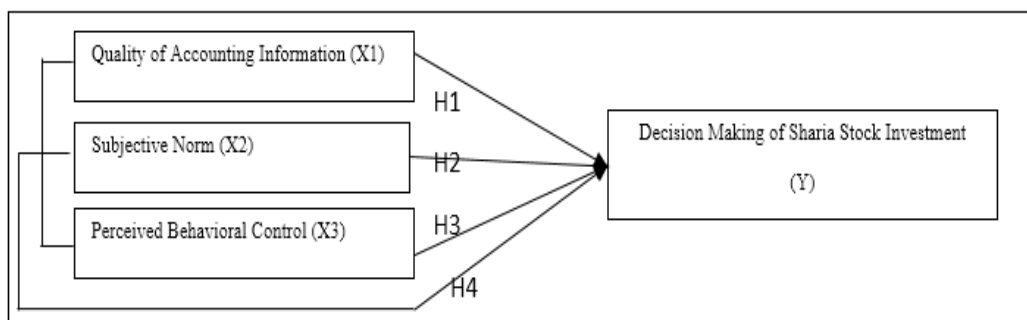 Quality of Accounting Information (X1)
H1
Subjective Norm (X2)
H2
Decision Making of Sharia Stock Investment
(Y)
Perceived Behavioral Control (X3)
H3
H4